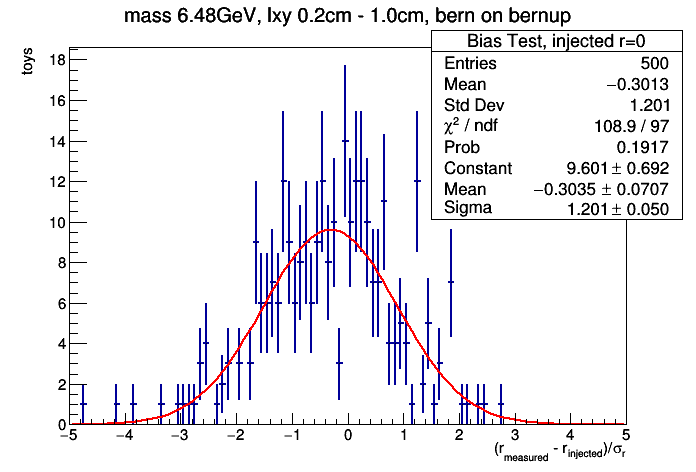 mass 6.48GeV, lxy 0.2cm - 1.0cm, bern on bernup
Bias Test, injected r=0
Entries 500
Mean −0.3013
Std Dev 1.201
χ² / ndf 108.9 / 97
Prob 0.1917
Constant 9.601 ± 0.692
Mean −0.3035 ± 0.0707
Sigma 1.201 ± 0.050
toys
18
16
14
12
10
8
6
4
2
0
−5 −4 −3 −2 −1 0 1 2 3 4 5
(r_measured - r_injected)/σ_r